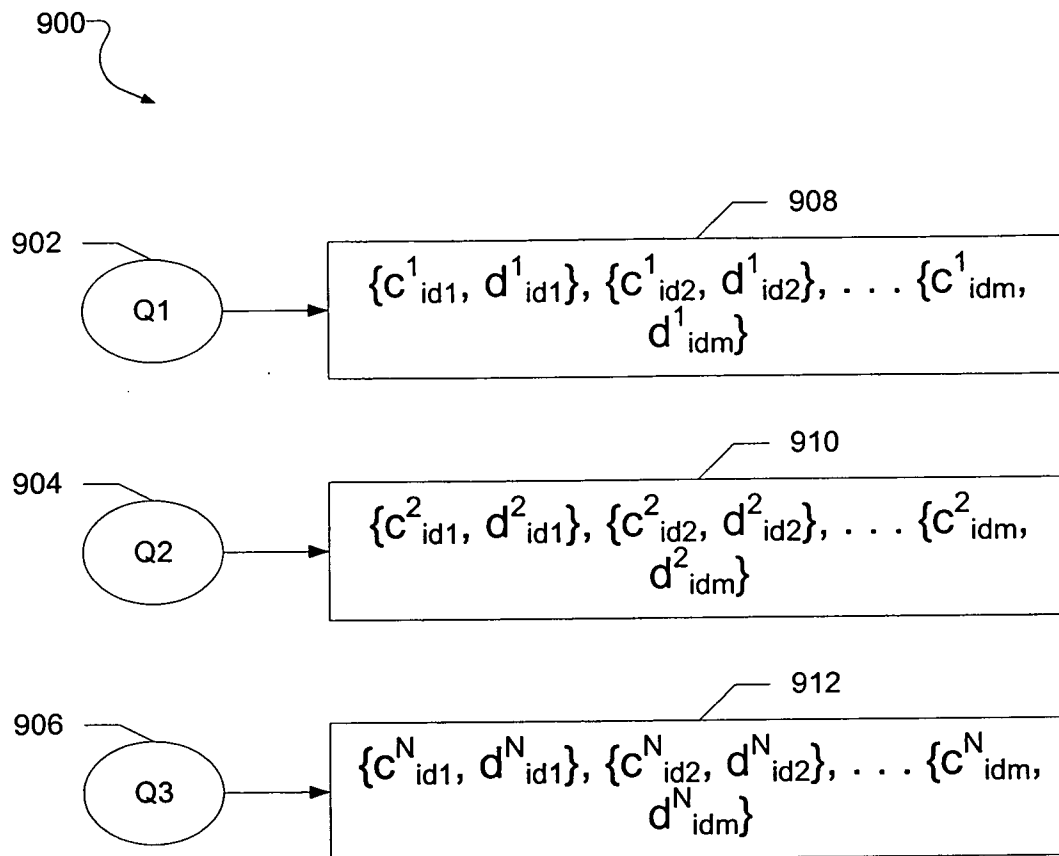 900
908
902
{c¹id1, d¹id1}, {c¹id2, d¹id2}, . . . {c¹idm,
Q1
d¹idm}
910
904
{c²id1, d²id1}, {c²id2, d²id2}, . . . {c²idm,
Q2
d²idm}
912
906
{cᴺid1, dᴺid1}, {cᴺid2, dᴺid2}, . . . {cᴺidm,
Q3
dᴺidm}